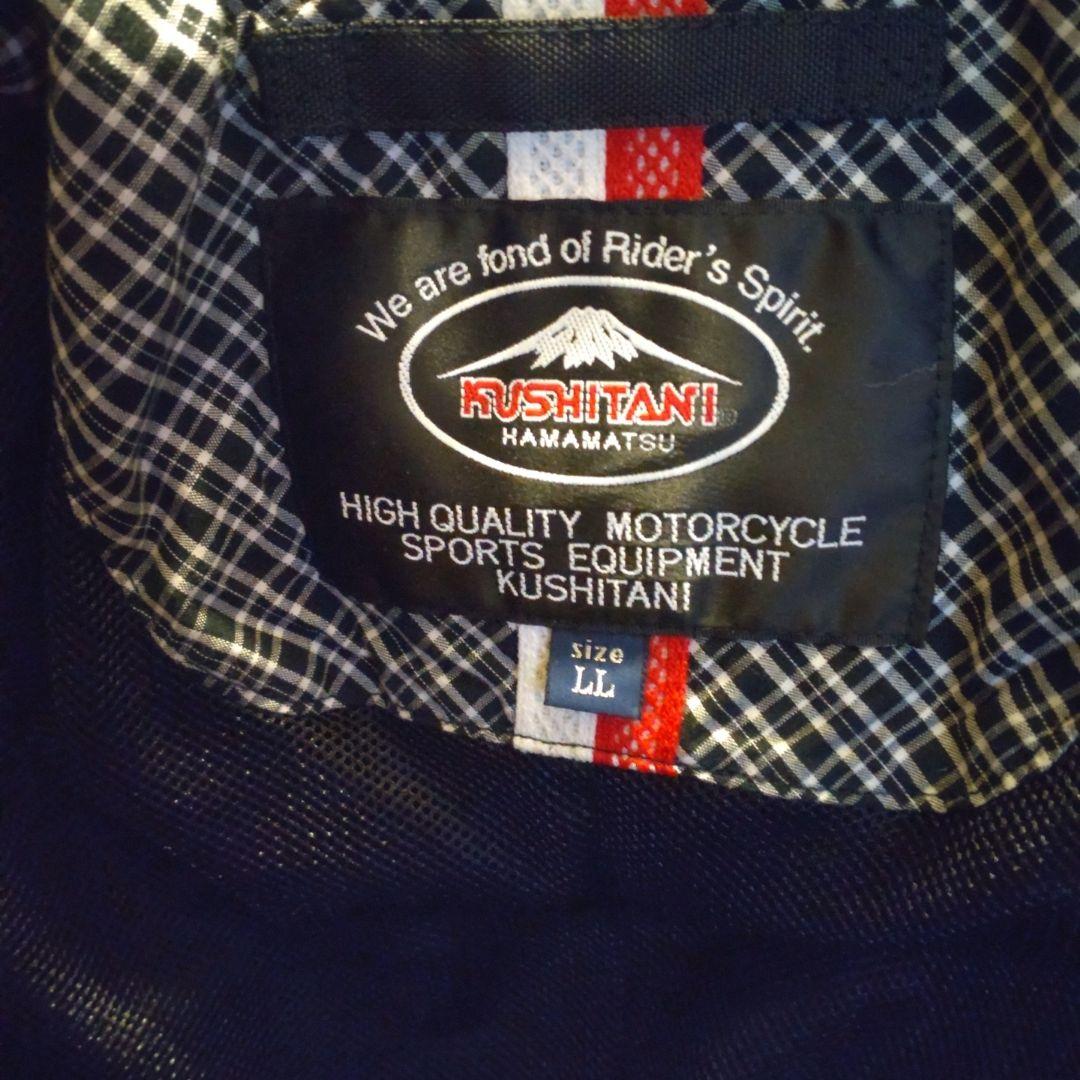 We are fond of Rider's Spirit.
KUSHITANI
HAMAMATSU
HIGH QUALITY MOTORCYCLE
SPORTS EQUIPMENT
KUSHITANI
size
LL